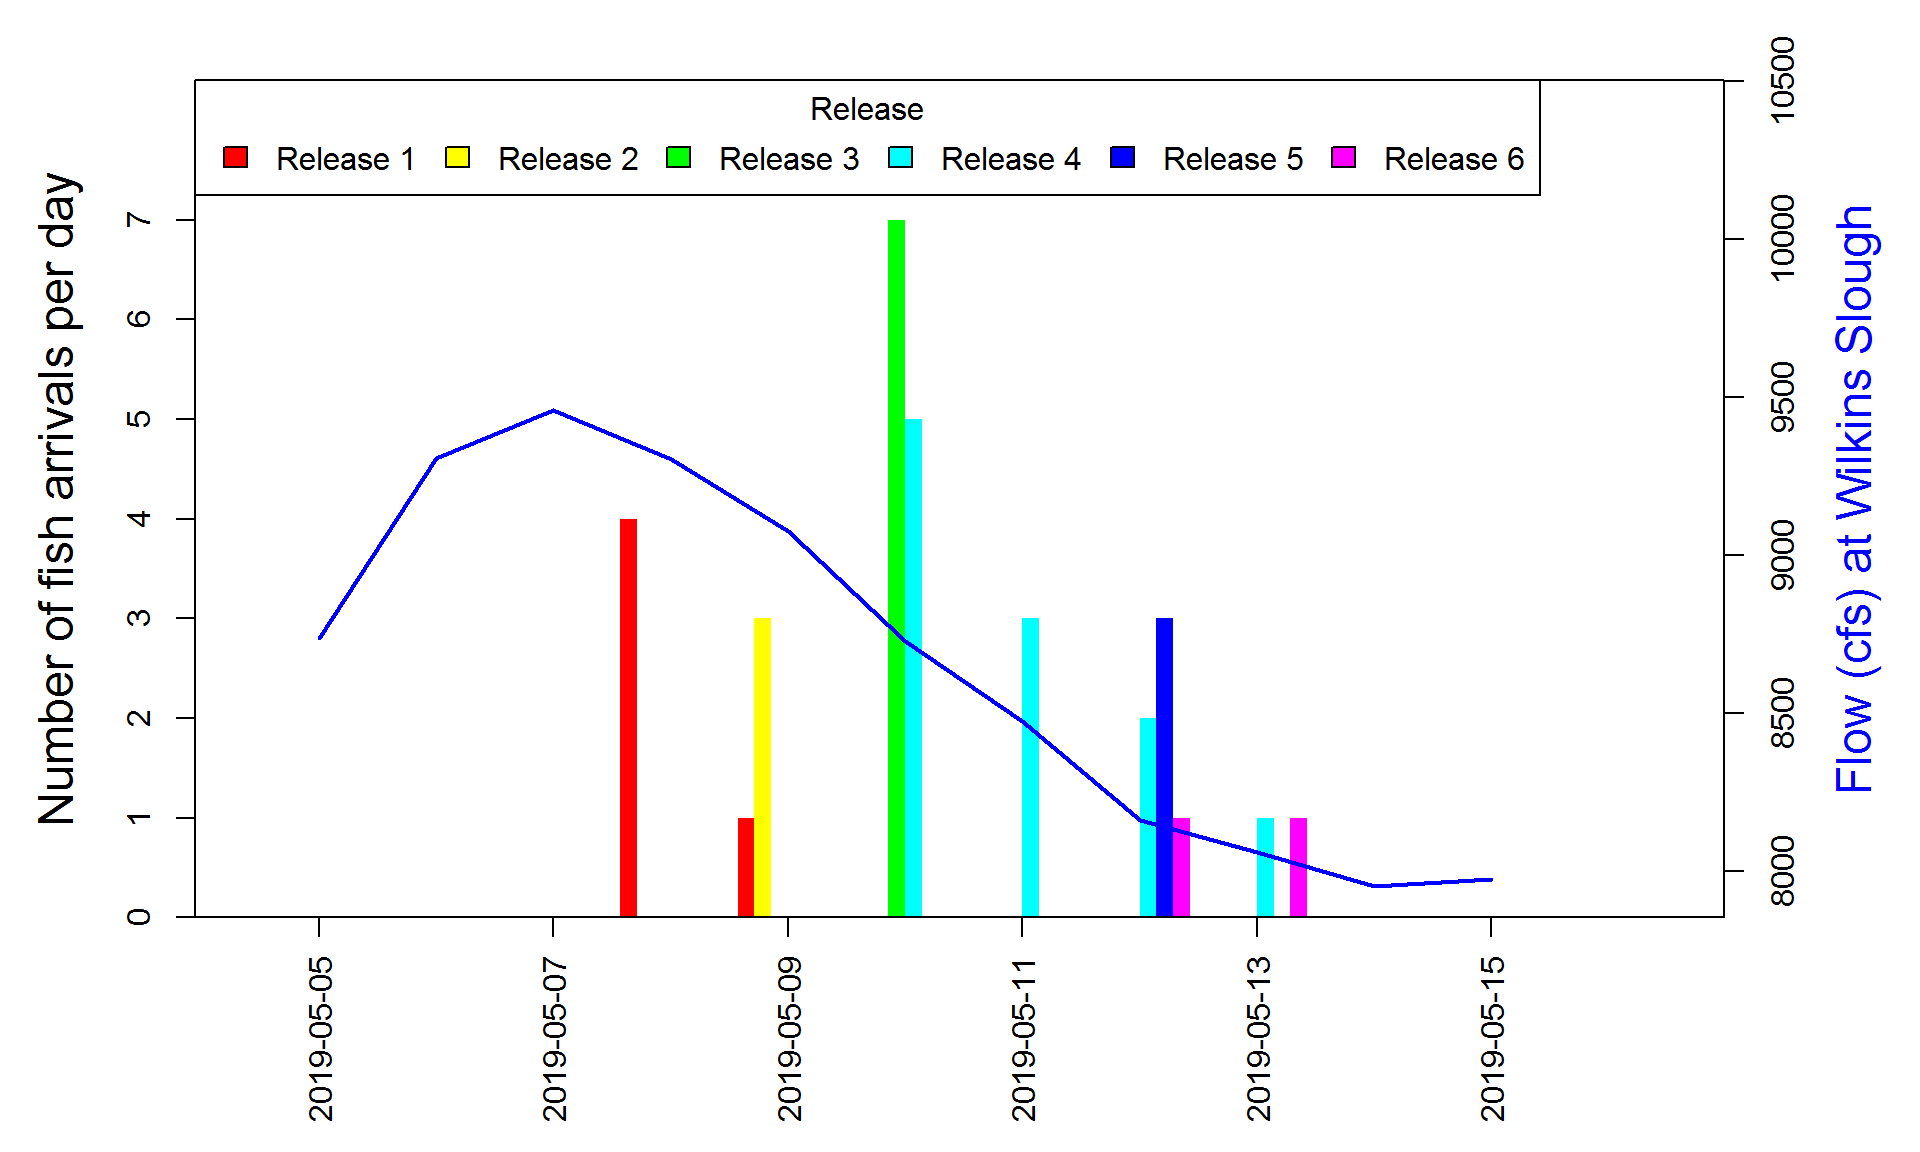 Release
Release 1 Release 2 Release 3 Release 4 Release 5 Release 6
Number of fish arrivals per day
7
6
5
4
3
2
1
0
2019-05-05 2019-05-07 2019-05-09 2019-05-11 2019-05-13 2019-05-15
10500
10000
9500
9000
8500
8000
Flow (cfs) at Wilkins Slough